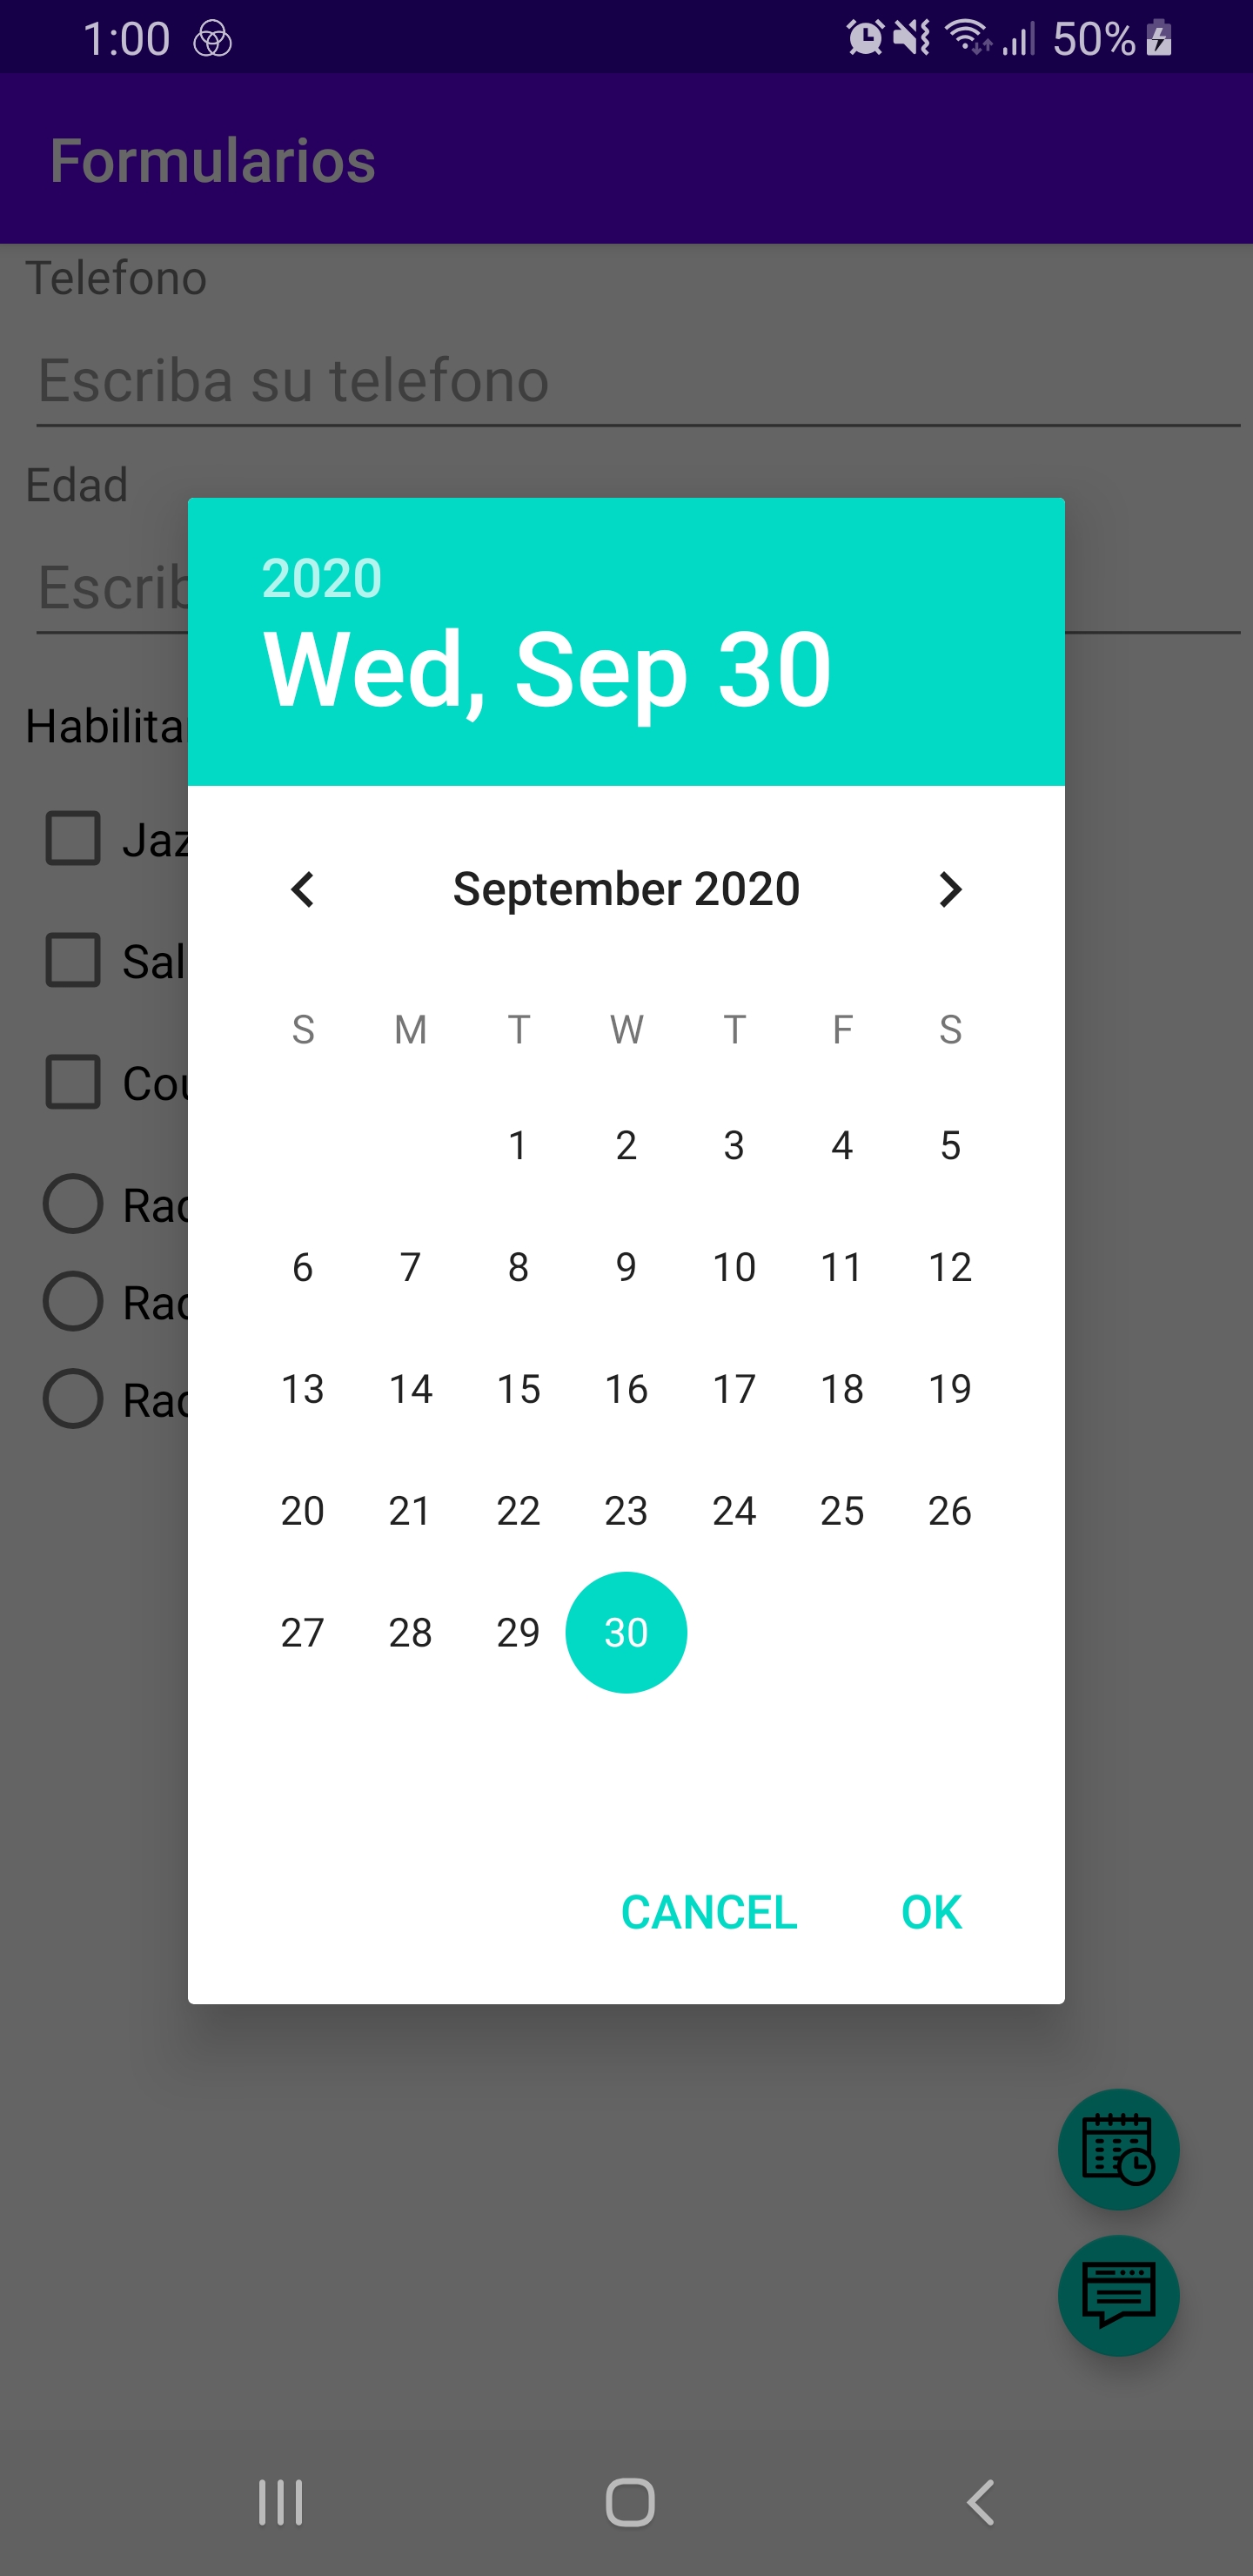 1:00 50%
Formularios
Telefono
Escriba su telefono
Edad
2020
Wed, Sep 30
September 2020
S M T W T F S
1 2 3 4 5
6 7 8 9 10 11 12
13 14 15 16 17 18 19
20 21 22 23 24 25 26
27 28 29 30
CANCEL OK